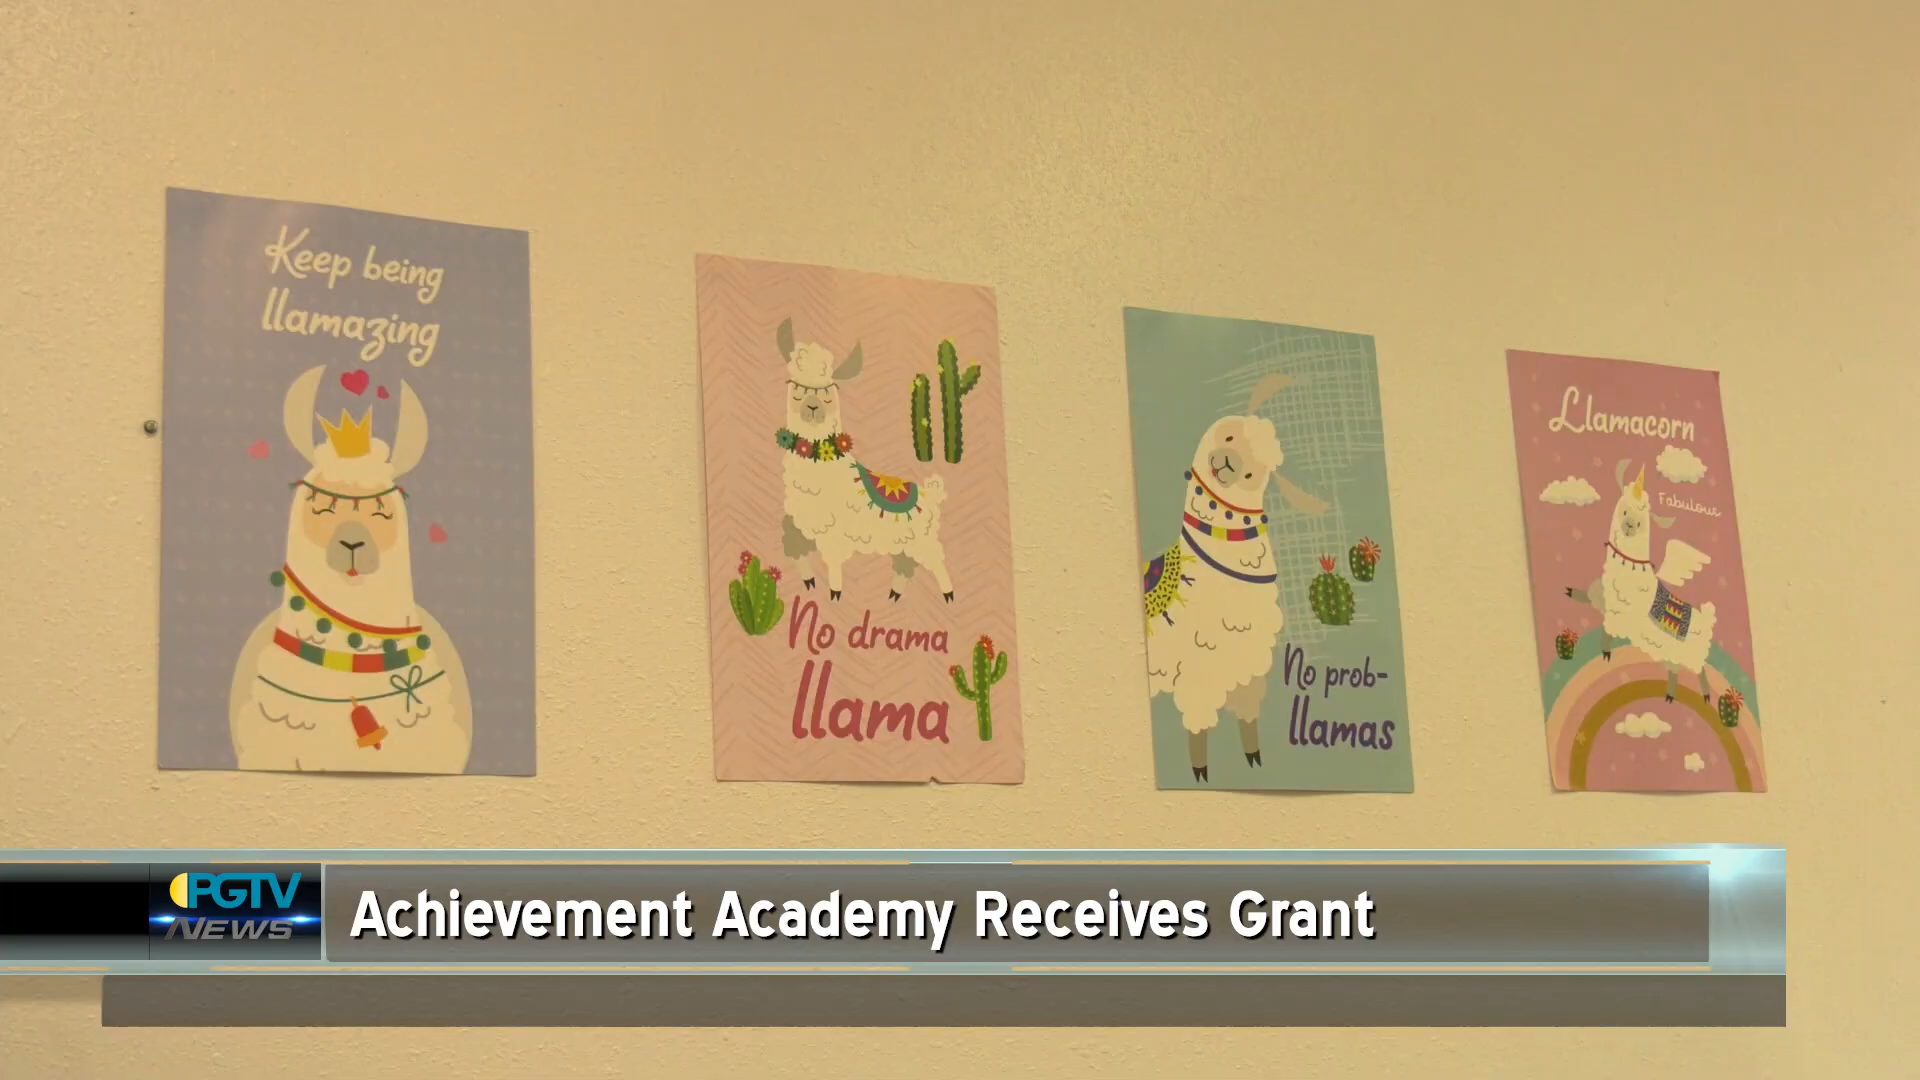 Keep being
llamazing
No drama
llama
No prob-
llamas
Llamacorn
Fabulous
PGTV
NEWS
Achievement Academy Receives Grant